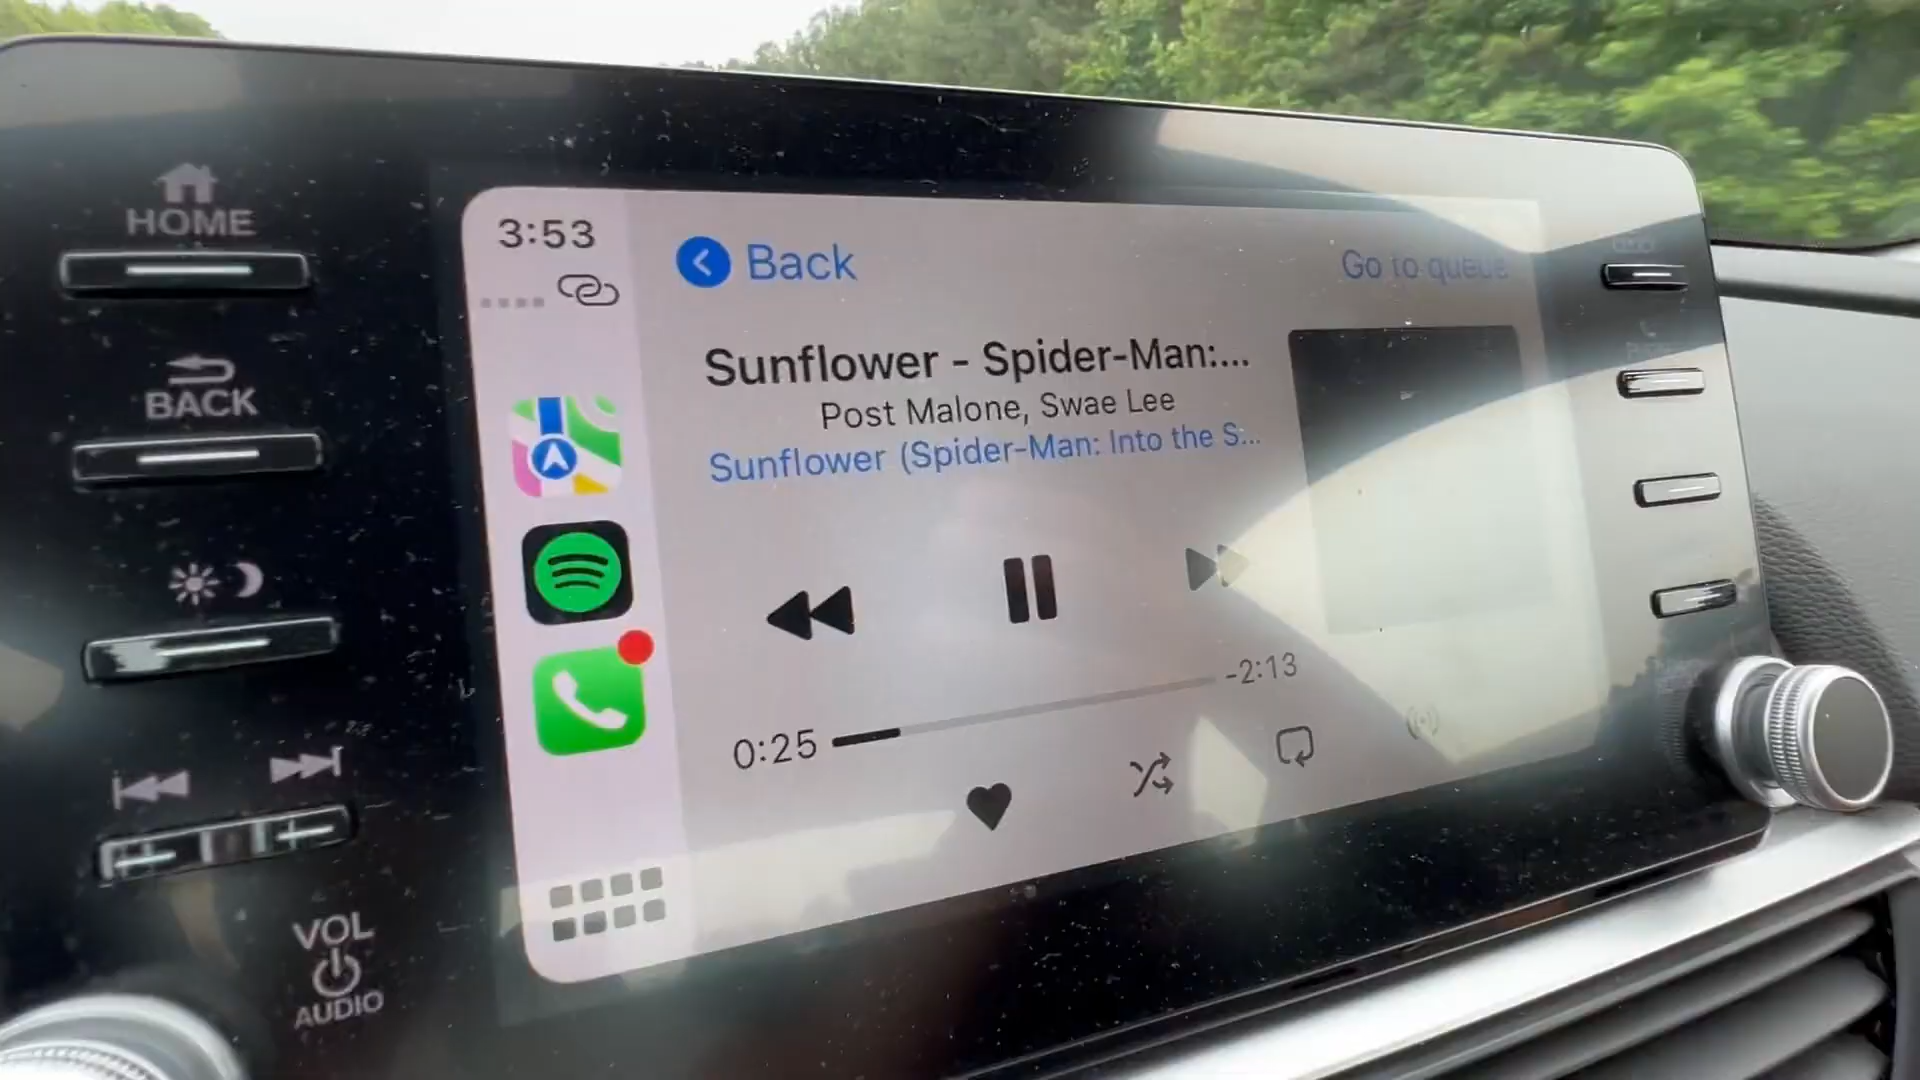 HOME
BACK
VOL
AUDIO
3:53
Back
Go to queue
Sunflower - Spider-Man:...
Post Malone, Swae Lee
Sunflower (Spider-Man: Into the S...
0:25
-2:13